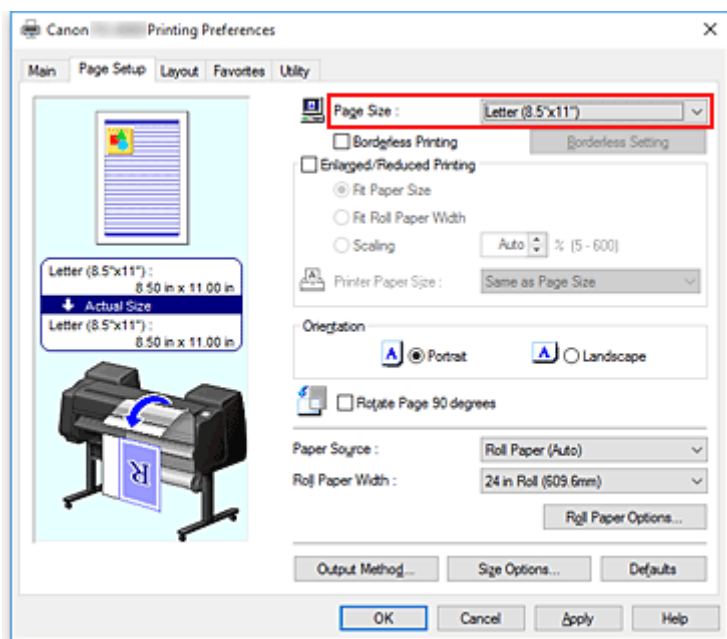 Canon Printing Preferences
Main Page Setup Layout Favorites Utility
Page Size : Letter (8.5"x11")
Borderless Printing Borderless Setting
Enlarged/Reduced Printing
Fit Paper Size
Fit Roll Paper Width
Scaling Auto % (5 - 600)
Printer Paper Size : Same as Page Size
Letter (8.5"x11") :
8.50 in x 11.00 in
Actual Size
Letter (8.5"x11") :
8.50 in x 11.00 in
Orientation
A Portrait A Landscape
Rotate Page 90 degrees
R
Paper Source : Roll Paper (Auto)
Roll Paper Width : 24 in Roll (609.6mm)
Roll Paper Options...
Output Method... Size Options... Defaults
OK Cancel Apply Help